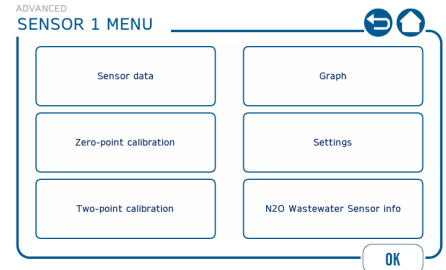 ADVANCED
SENSOR 1 MENU
Sensor data
Graph
Zero-point calibration
Settings
Two-point calibration
N2O Wastewater Sensor info
OK